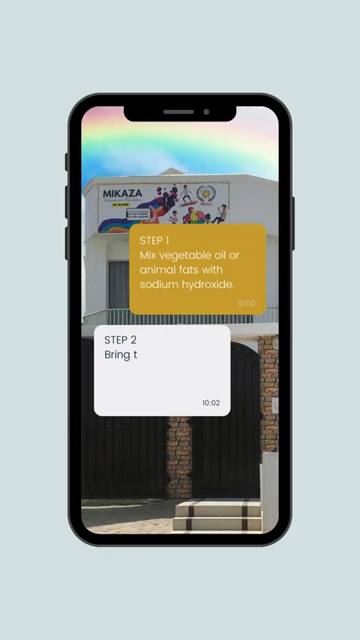 MIKAZA
STEP 1
Mix vegetable oil or
animal fats with
sodium hydroxide.
10:00
STEP 2
Bring t
10:02